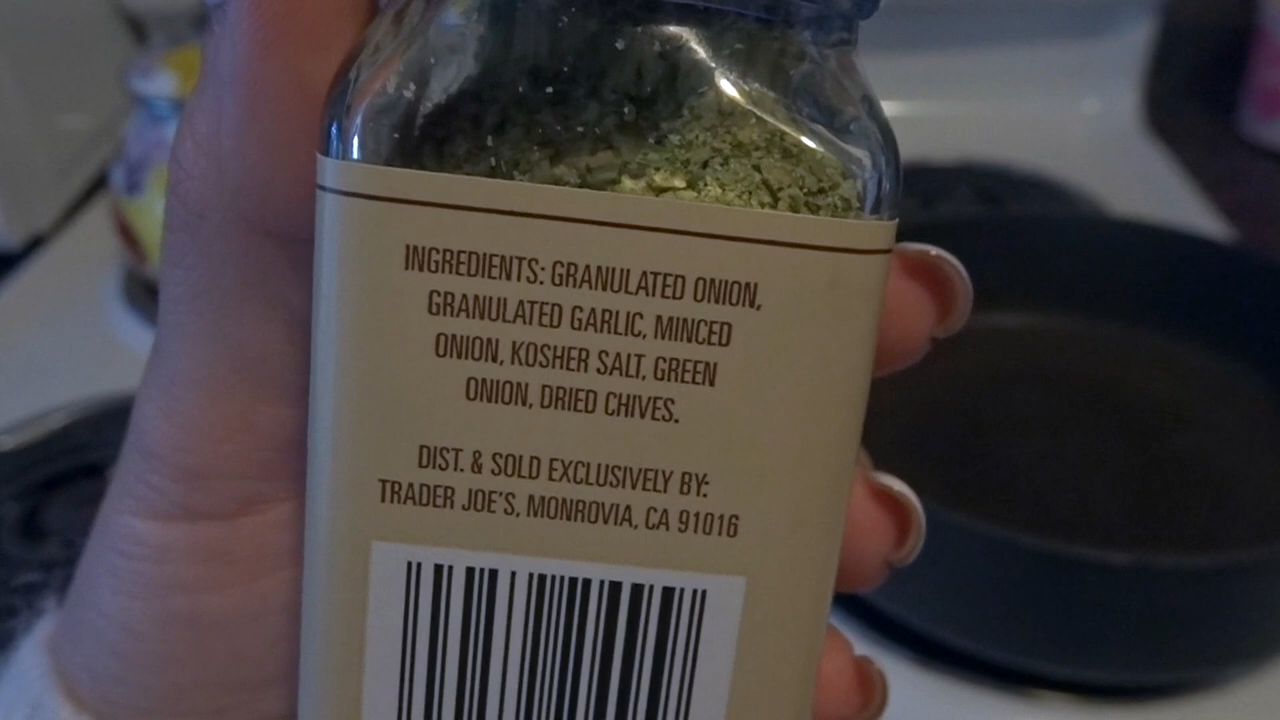 INGREDIENTS: GRANULATED ONION,
GRANULATED GARLIC, MINCED
ONION, KOSHER SALT, GREEN
ONION, DRIED CHIVES.
DIST. & SOLD EXCLUSIVELY BY:
TRADER JOE'S, MONROVIA, CA 91016